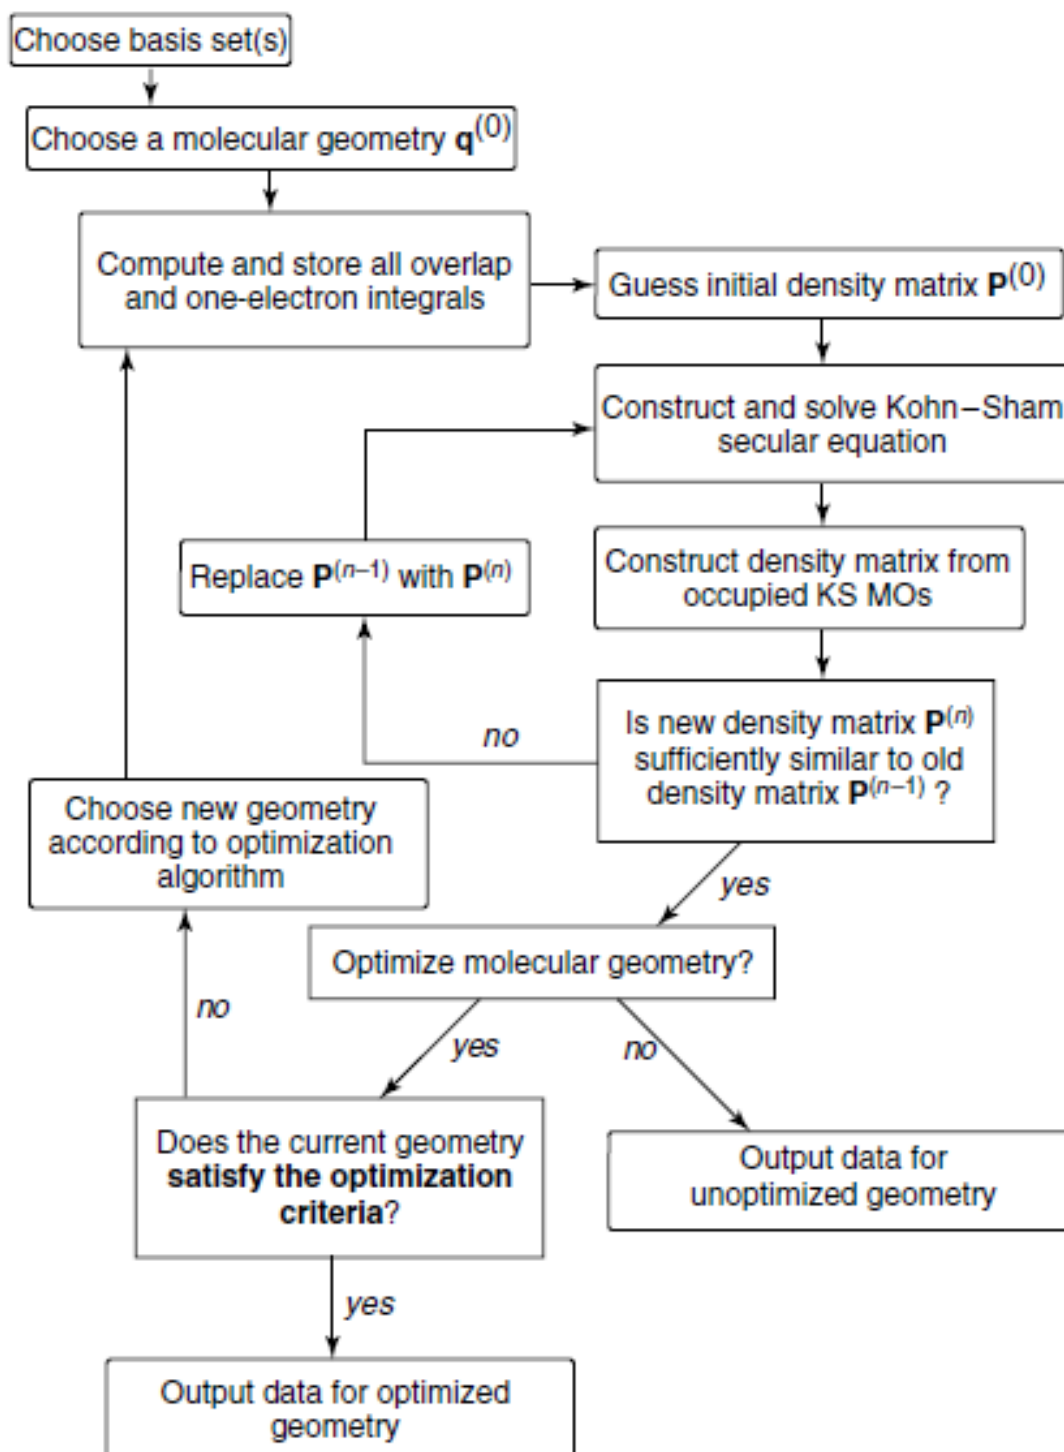 Choose basis set(s)
Choose a molecular geometry q(0)
Compute and store all overlap
and one-electron integrals
Guess initial density matrix P(0)
Construct and solve Kohn–Sham
secular equation
Replace P(n–1) with P(n)
Construct density matrix from
occupied KS MOs
no
Is new density matrix P(n)
sufficiently similar to old
density matrix P(n–1) ?
Choose new geometry
according to optimization
algorithm
yes
Optimize molecular geometry?
no
yes
no
Does the current geometry
satisfy the optimization
criteria?
Output data for
unoptimized geometry
yes
Output data for optimized
geometry